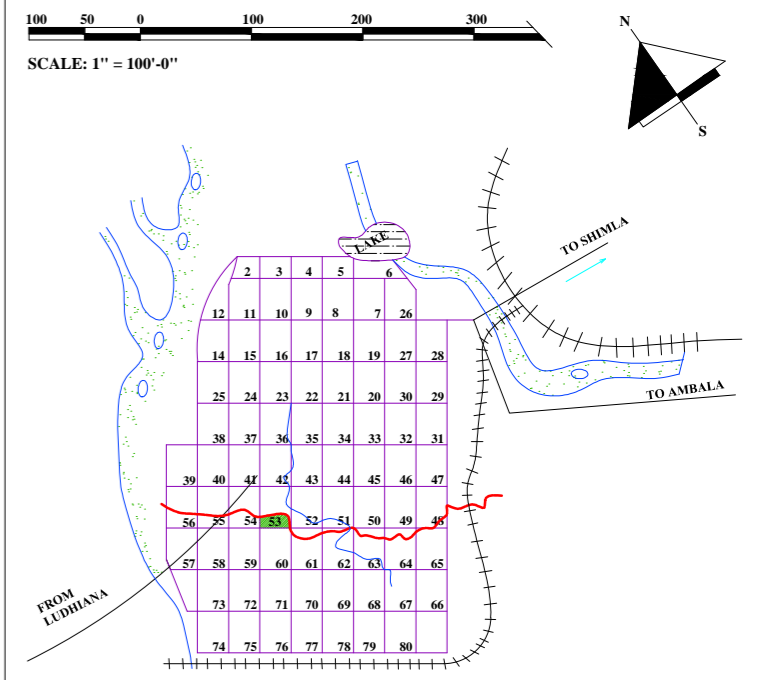 100 50 0 100 200 300
SCALE: 1" = 100'-0"
N
S
LAKE
TO SHIMLA
TO AMBALA
2 3 4 5 6
12 11 10 9 8 7 26
14 15 16 17 18 19 27 28
25 24 23 22 21 20 30 29
38 37 36 35 34 33 32 31
39 40 41 42 43 44 45 46 47
56 55 54 53 52 51 50 49 48
57 58 59 60 61 62 63 64 65
FROM
LUDHIANA
73 72 71 70 69 68 67 66
74 75 76 77 78 79 80